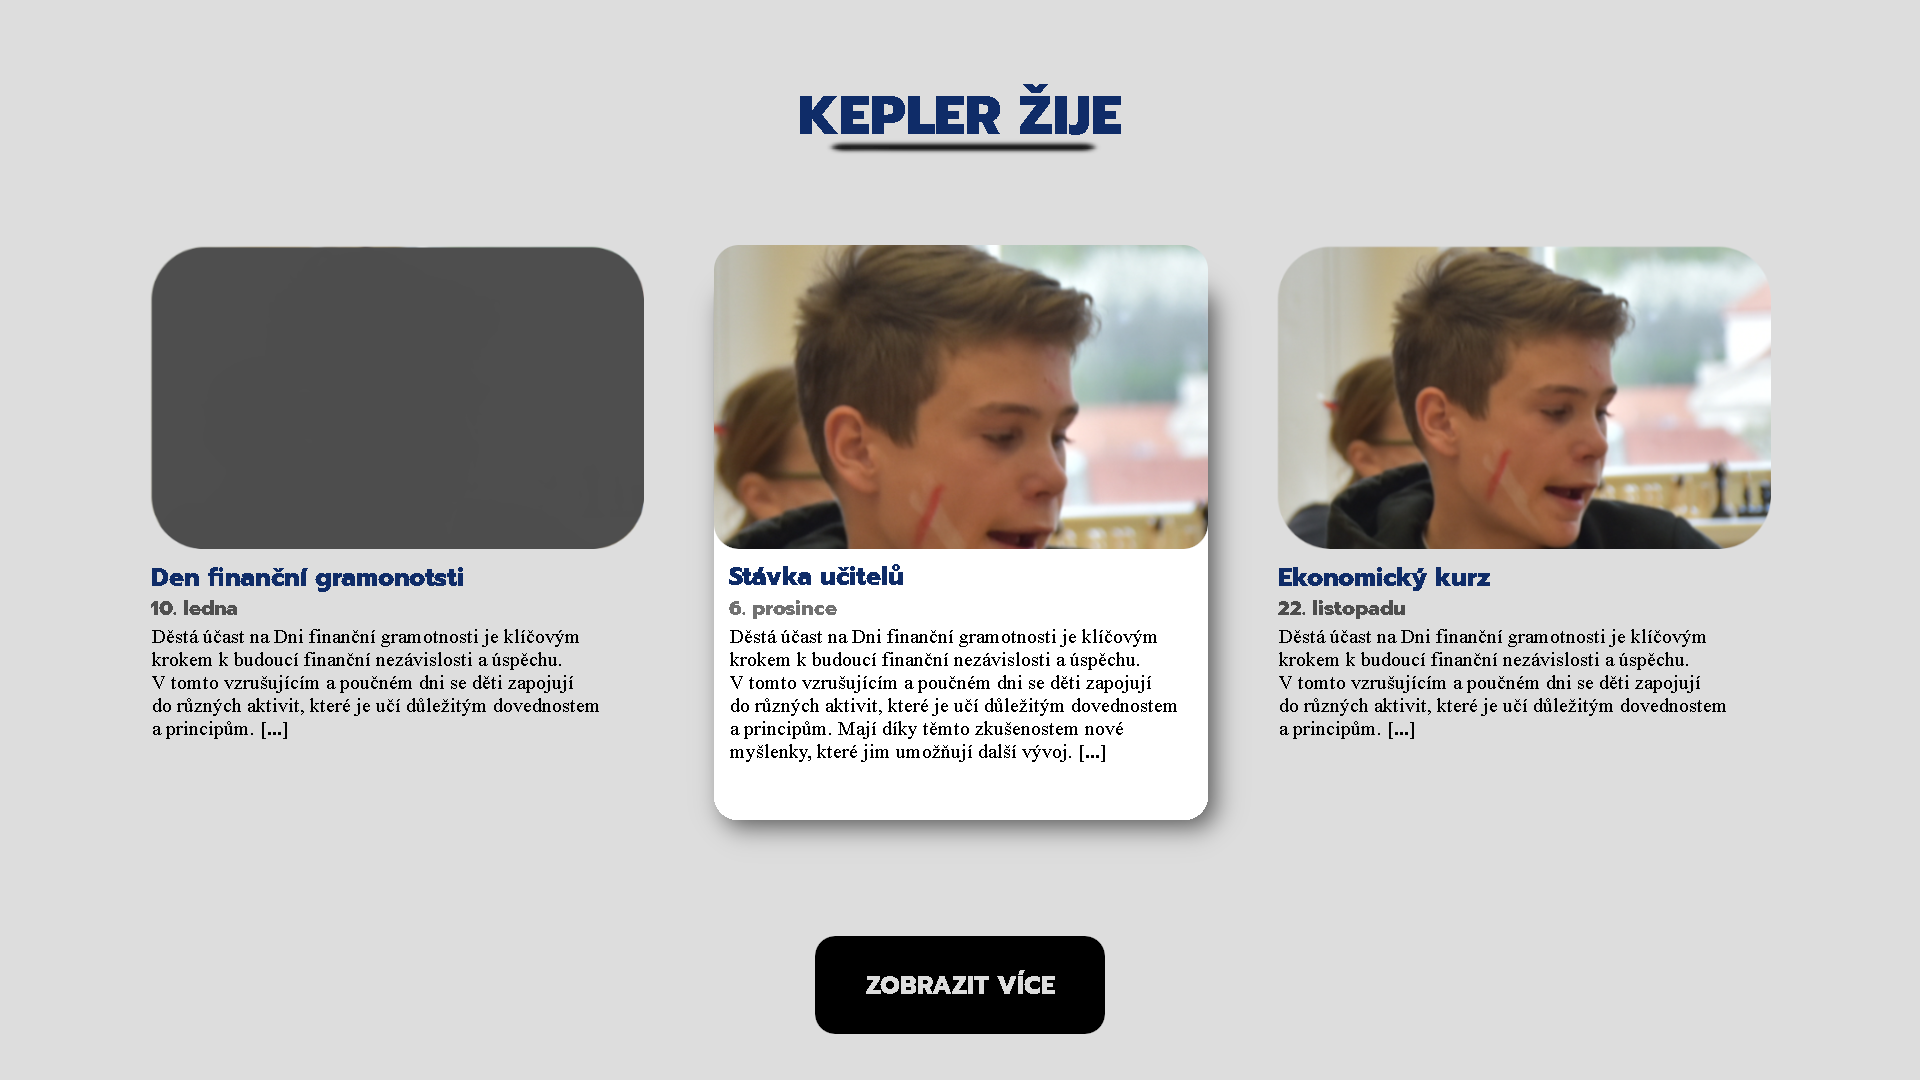 KEPLER ŽIJE
Den finanční gramonotsti
10. ledna
Děstá účast na Dni finanční gramotnosti je klíčovým
krokem k budoucí finanční nezávislosti a úspěchu.
V tomto vzrušujícím a poučném dni se děti zapojují
do různých aktivit, které je učí důležitým dovednostem
a principům. [...]
Stávka učitelů
6. prosince
Děstá účast na Dni finanční gramotnosti je klíčovým
krokem k budoucí finanční nezávislosti a úspěchu.
V tomto vzrušujícím a poučném dni se děti zapojují
do různých aktivit, které je učí důležitým dovednostem
a principům. Mají díky těmto zkušenostem nové
myšlenky, které jim umožňují další vývoj. [...]
Ekonomický kurz
22. listopadu
Děstá účast na Dni finanční gramotnosti je klíčovým
krokem k budoucí finanční nezávislosti a úspěchu.
V tomto vzrušujícím a poučném dni se děti zapojují
do různých aktivit, které je učí důležitým dovednostem
a principům. [...]
ZOBRAZIT VÍCE